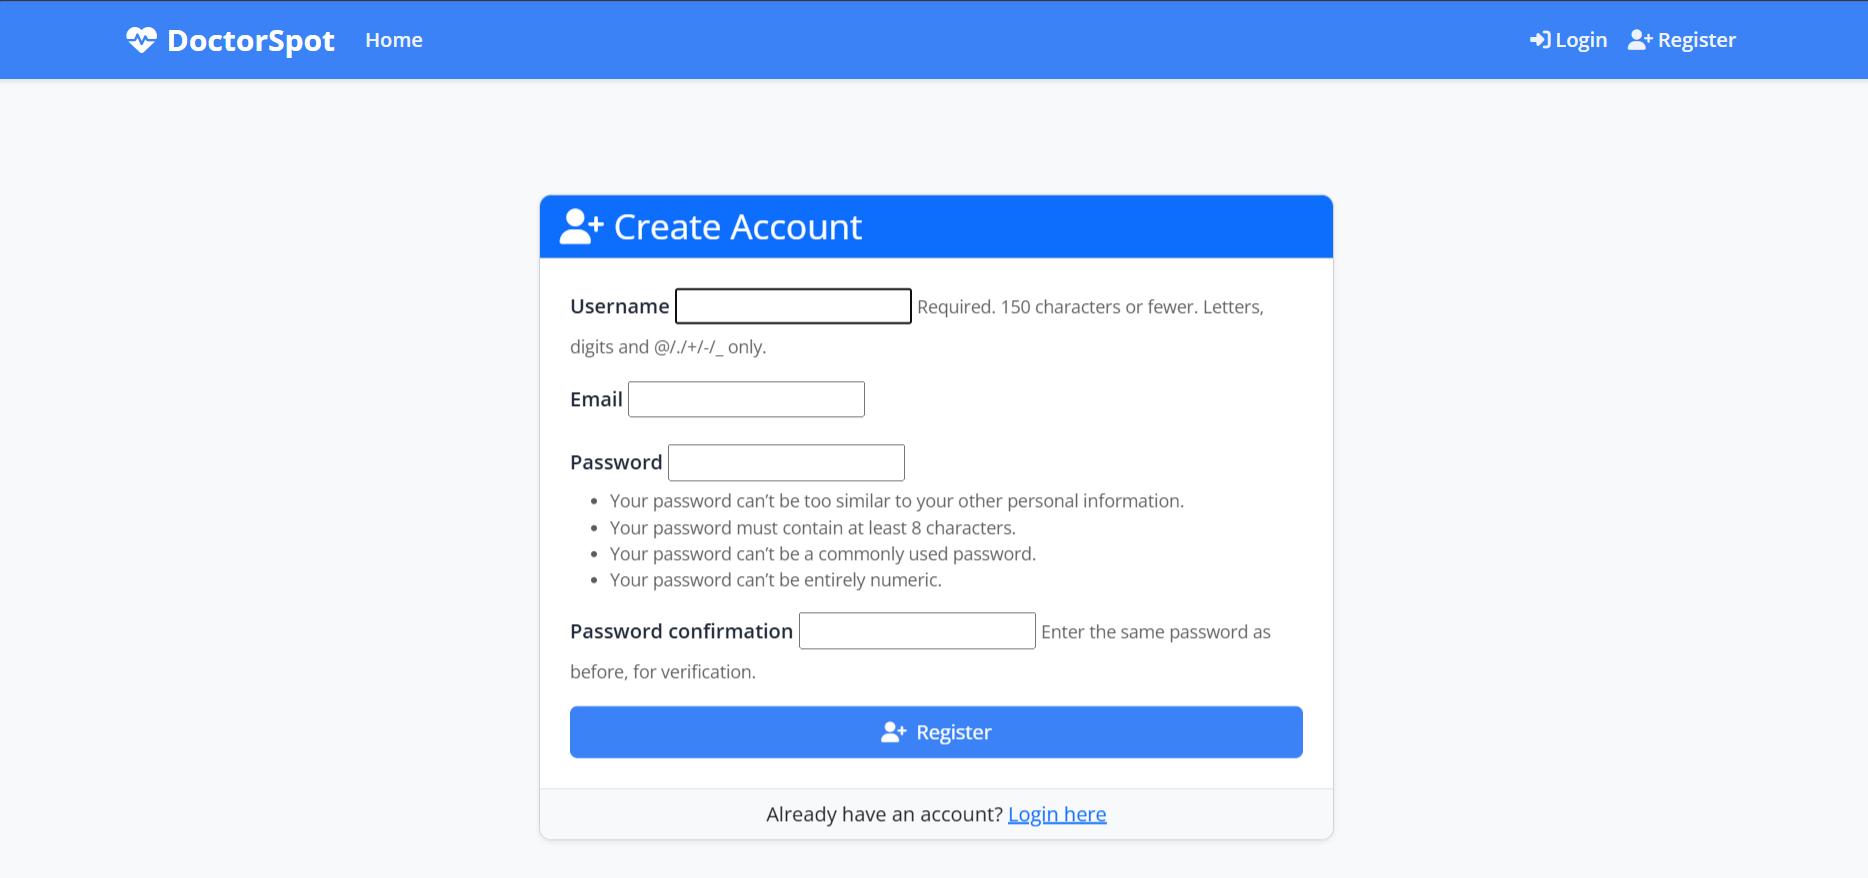 DoctorSpot Home Login Register
Create Account
Username Required. 150 characters or fewer. Letters,
digits and @/./+/-/_ only.
Email
Password
Your password can’t be too similar to your other personal information.
Your password must contain at least 8 characters.
Your password can’t be a commonly used password.
Your password can’t be entirely numeric.
Password confirmation Enter the same password as
before, for verification.
Register
Already have an account? Login here